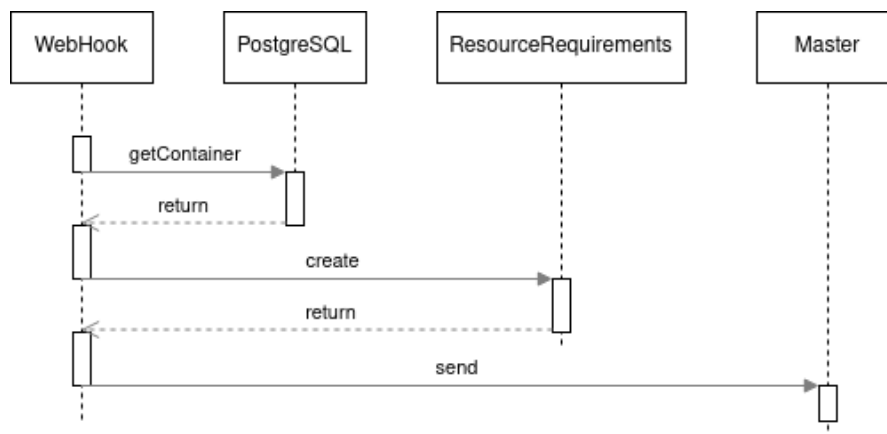 WebHook
PostgreSQL
ResourceRequirements
Master
getContainer
return
create
return
send